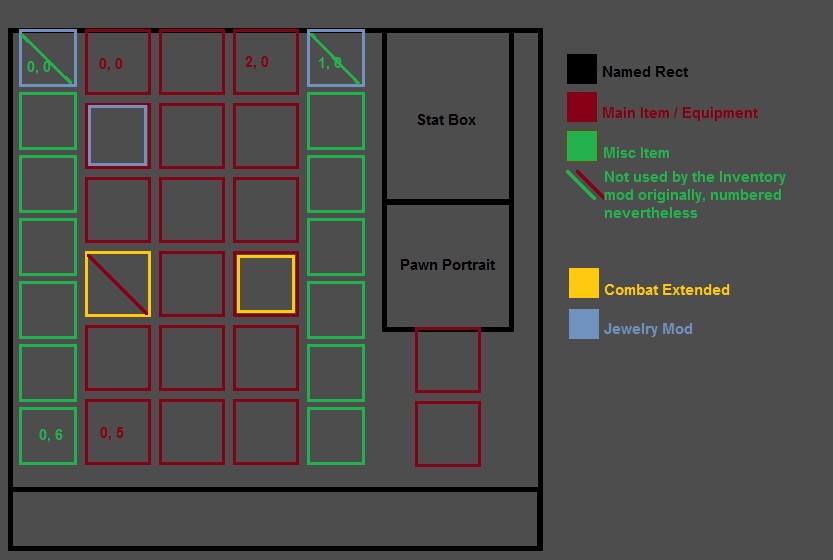 0, 0
0, 0
2, 0
1, 0
Stat Box
Pawn Portrait
0, 6
0, 5
Named Rect
Main Item / Equipment
Misc Item
Not used by the Inventory
mod originally, numbered
nevertheless
Combat Extended
Jewelry Mod